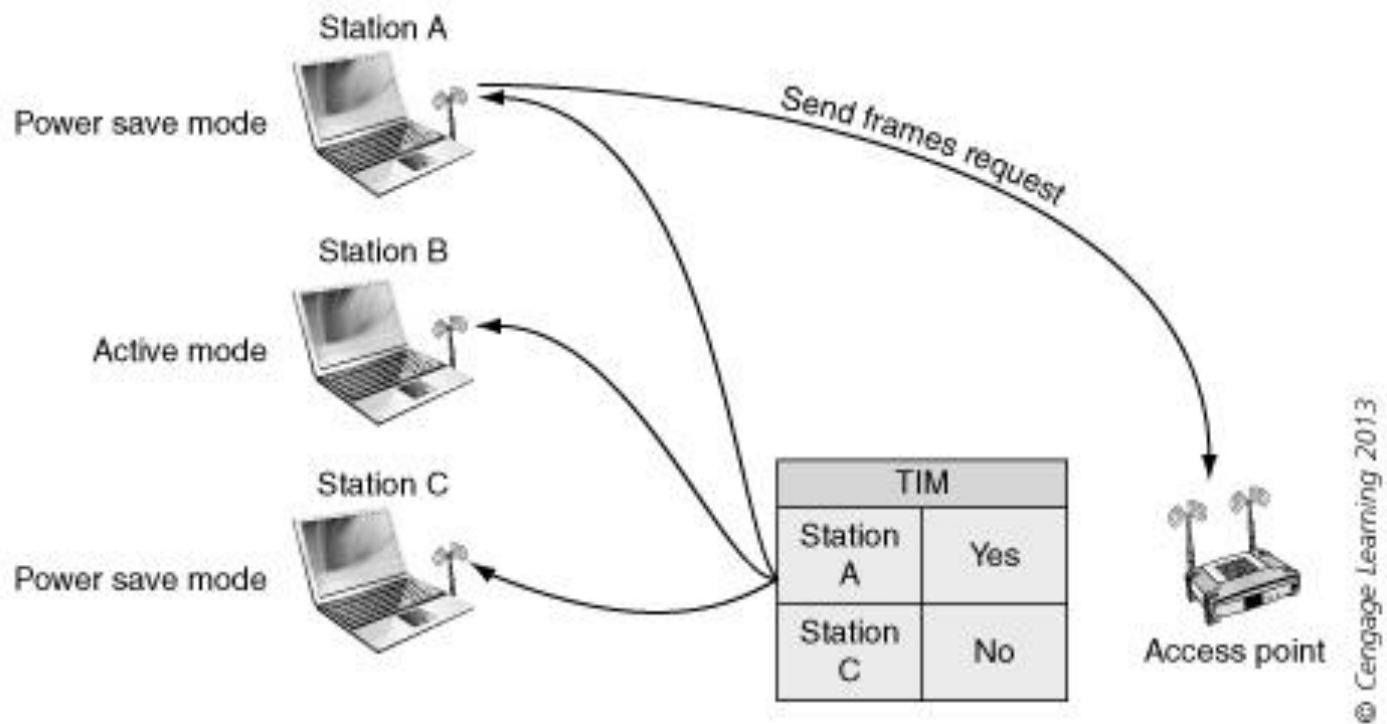 Station A
Power save mode
Send frames request
Station B
Active mode
Station C
Power save mode
TIM
Station
A
Yes
Station
C
No
Access point
© Cengage Learning 2013